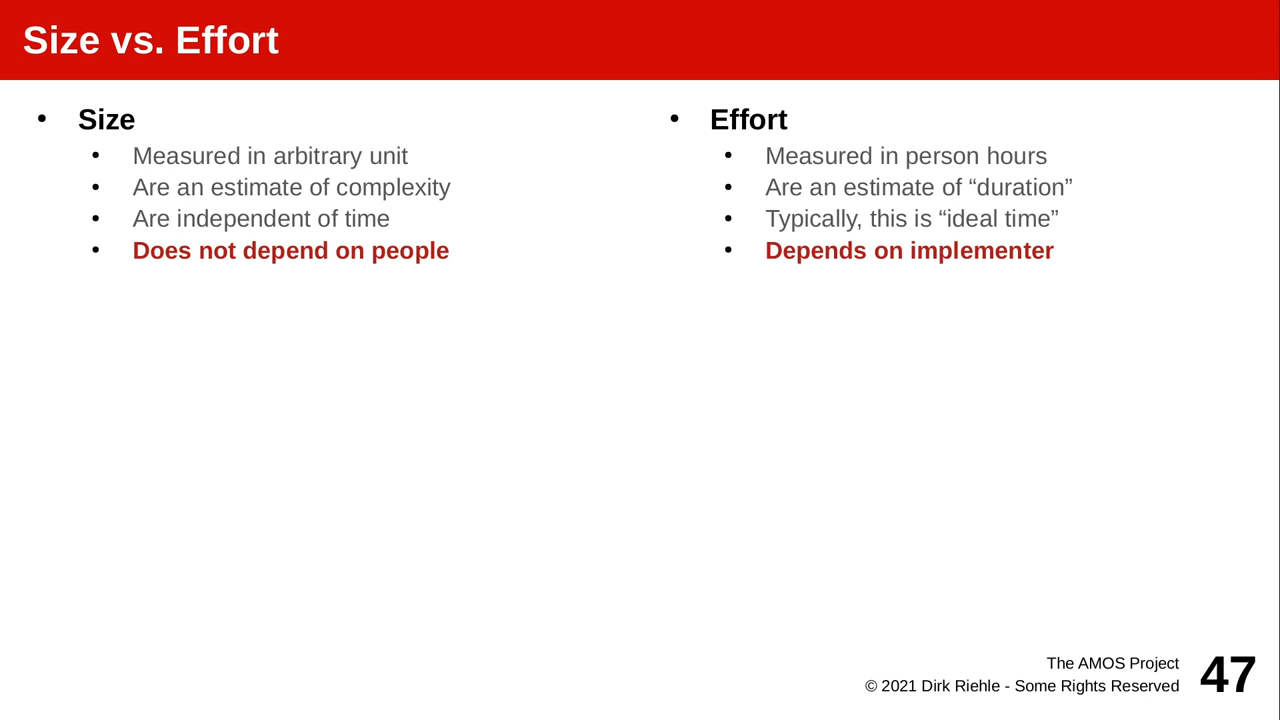 Size vs. Effort
• Size
• Measured in arbitrary unit
• Are an estimate of complexity
• Are independent of time
• Does not depend on people
• Effort
• Measured in person hours
• Are an estimate of “duration”
• Typically, this is “ideal time”
• Depends on implementer
The AMOS Project
© 2021 Dirk Riehle - Some Rights Reserved
47